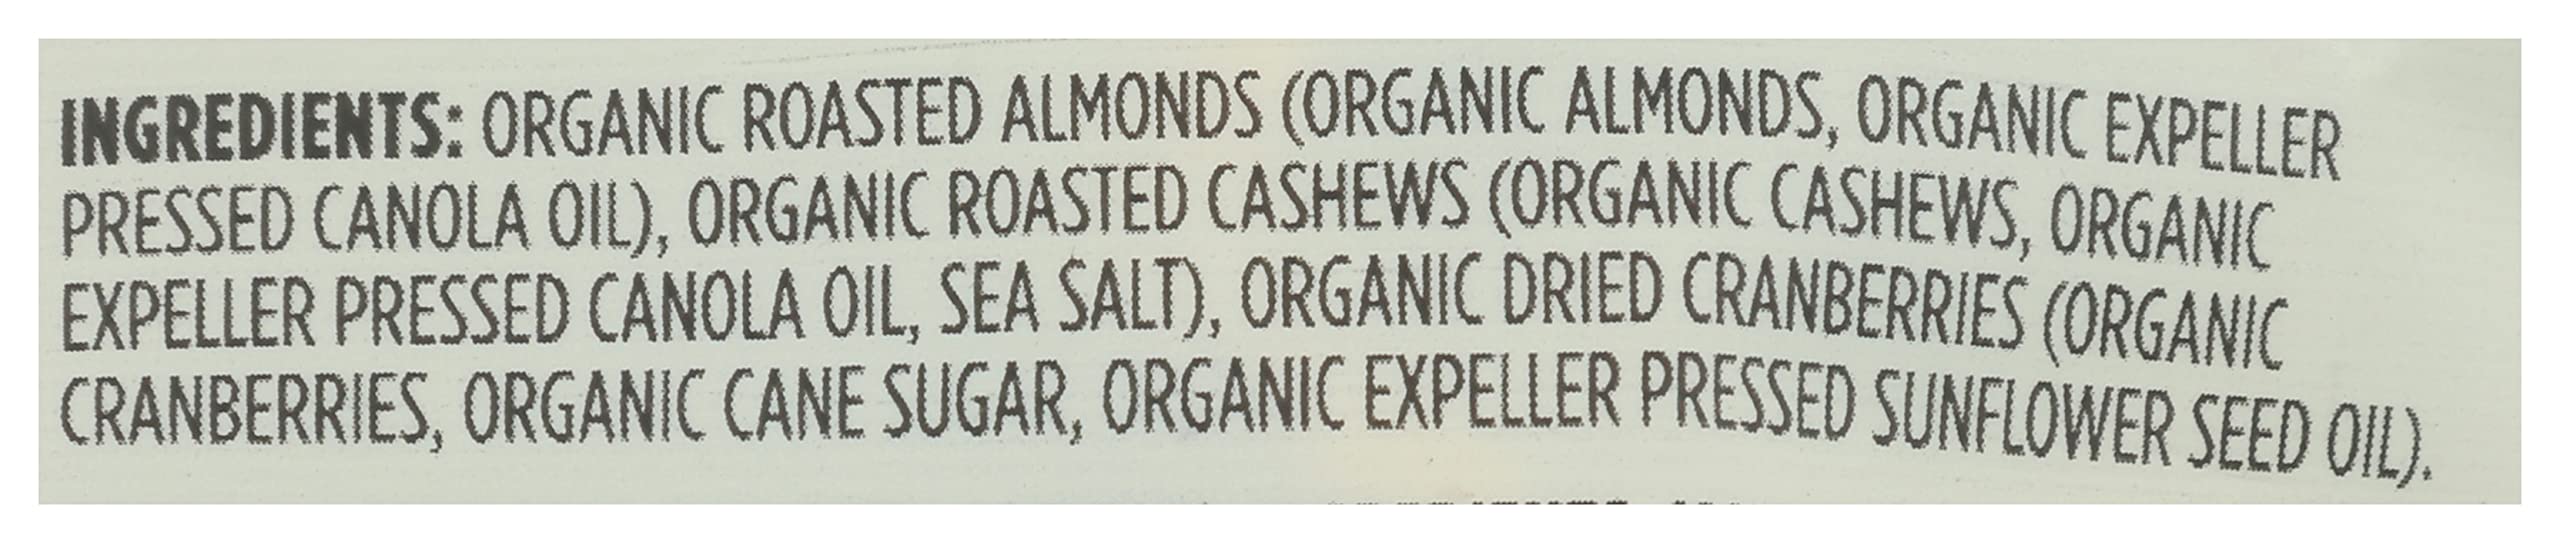 INGREDIENTS: ORGANIC ROASTED ALMONDS (ORGANIC ALMONDS, ORGANIC EXPELLER
PRESSED CANOLA OIL), ORGANIC ROASTED CASHEWS (ORGANIC CASHEWS, ORGANIC
EXPELLER PRESSED CANOLA OIL, SEA SALT), ORGANIC DRIED CRANBERRIES (ORGANIC
CRANBERRIES, ORGANIC CANE SUGAR, ORGANIC EXPELLER PRESSED SUNFLOWER SEED OIL).